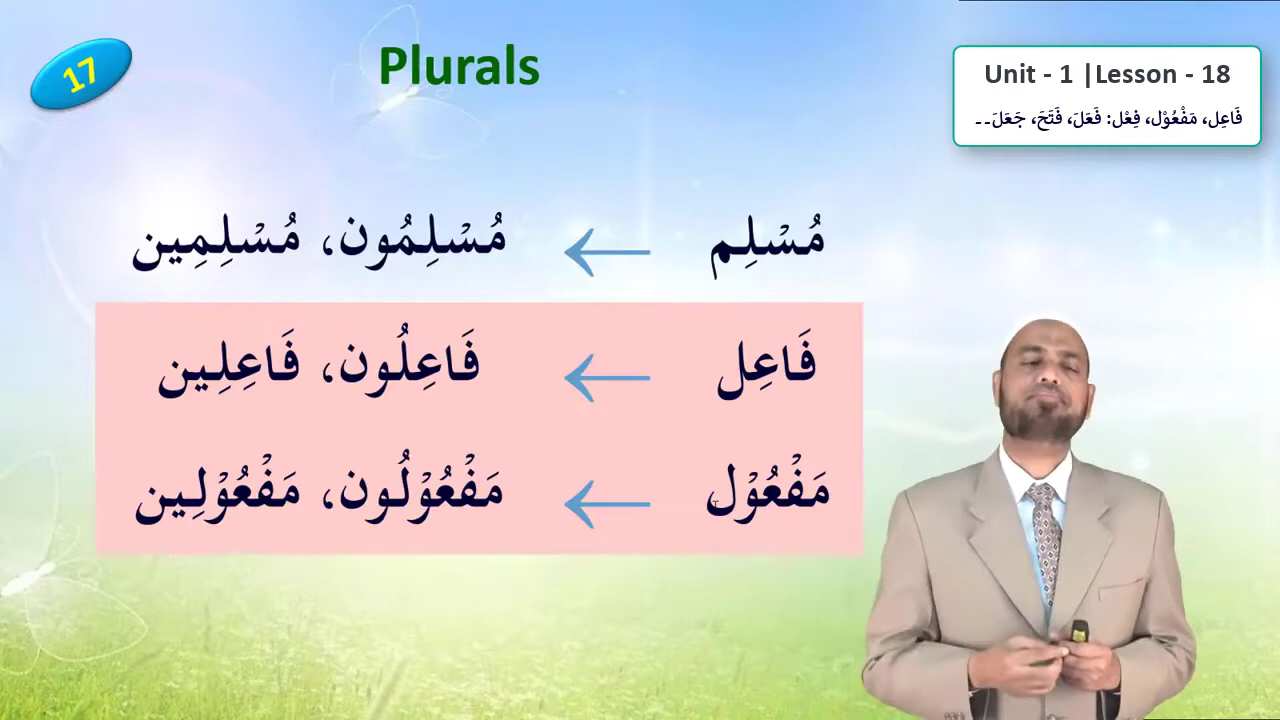 17
Plurals
Unit - 1 |Lesson - 18
فَاعِل، مَفْعُوْل، فِعْل: فَعَلَ، فَتَحَ، جَعَلَ۔۔
مُسْلِم ← مُسْلِمُون، مُسْلِمِين
فَاعِل ← فَاعِلُون، فَاعِلِين
مَفْعُوْل ← مَفْعُوْلُون، مَفْعُوْلِين